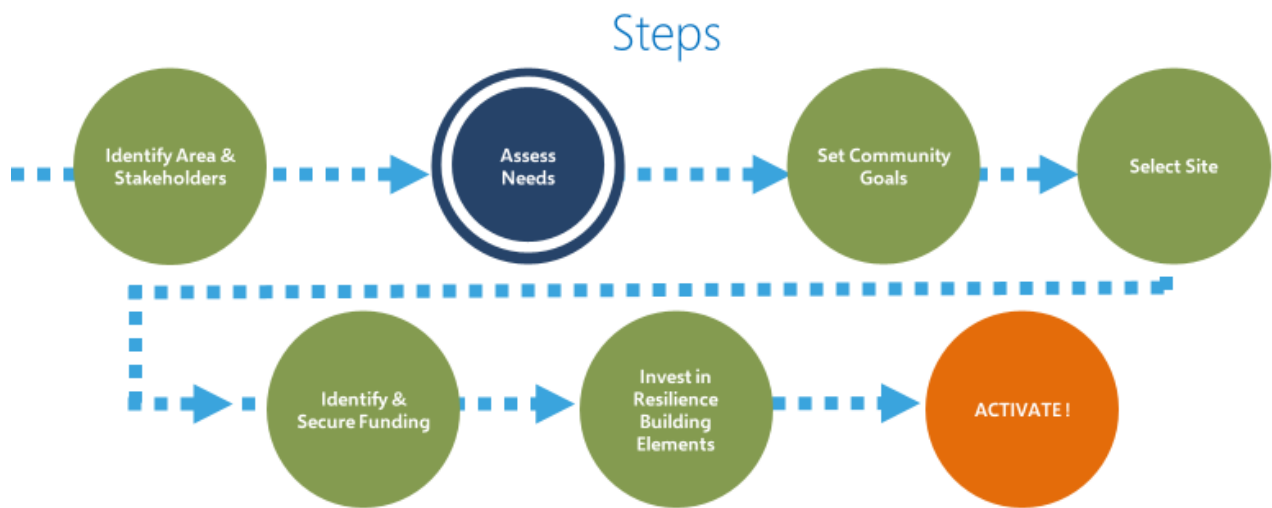 Steps
Identify Area &
Stakeholders
Assess
Needs
Set Community
Goals
Select Site
Identify &
Secure Funding
Invest in
Resilience
Building
Elements
ACTIVATE!